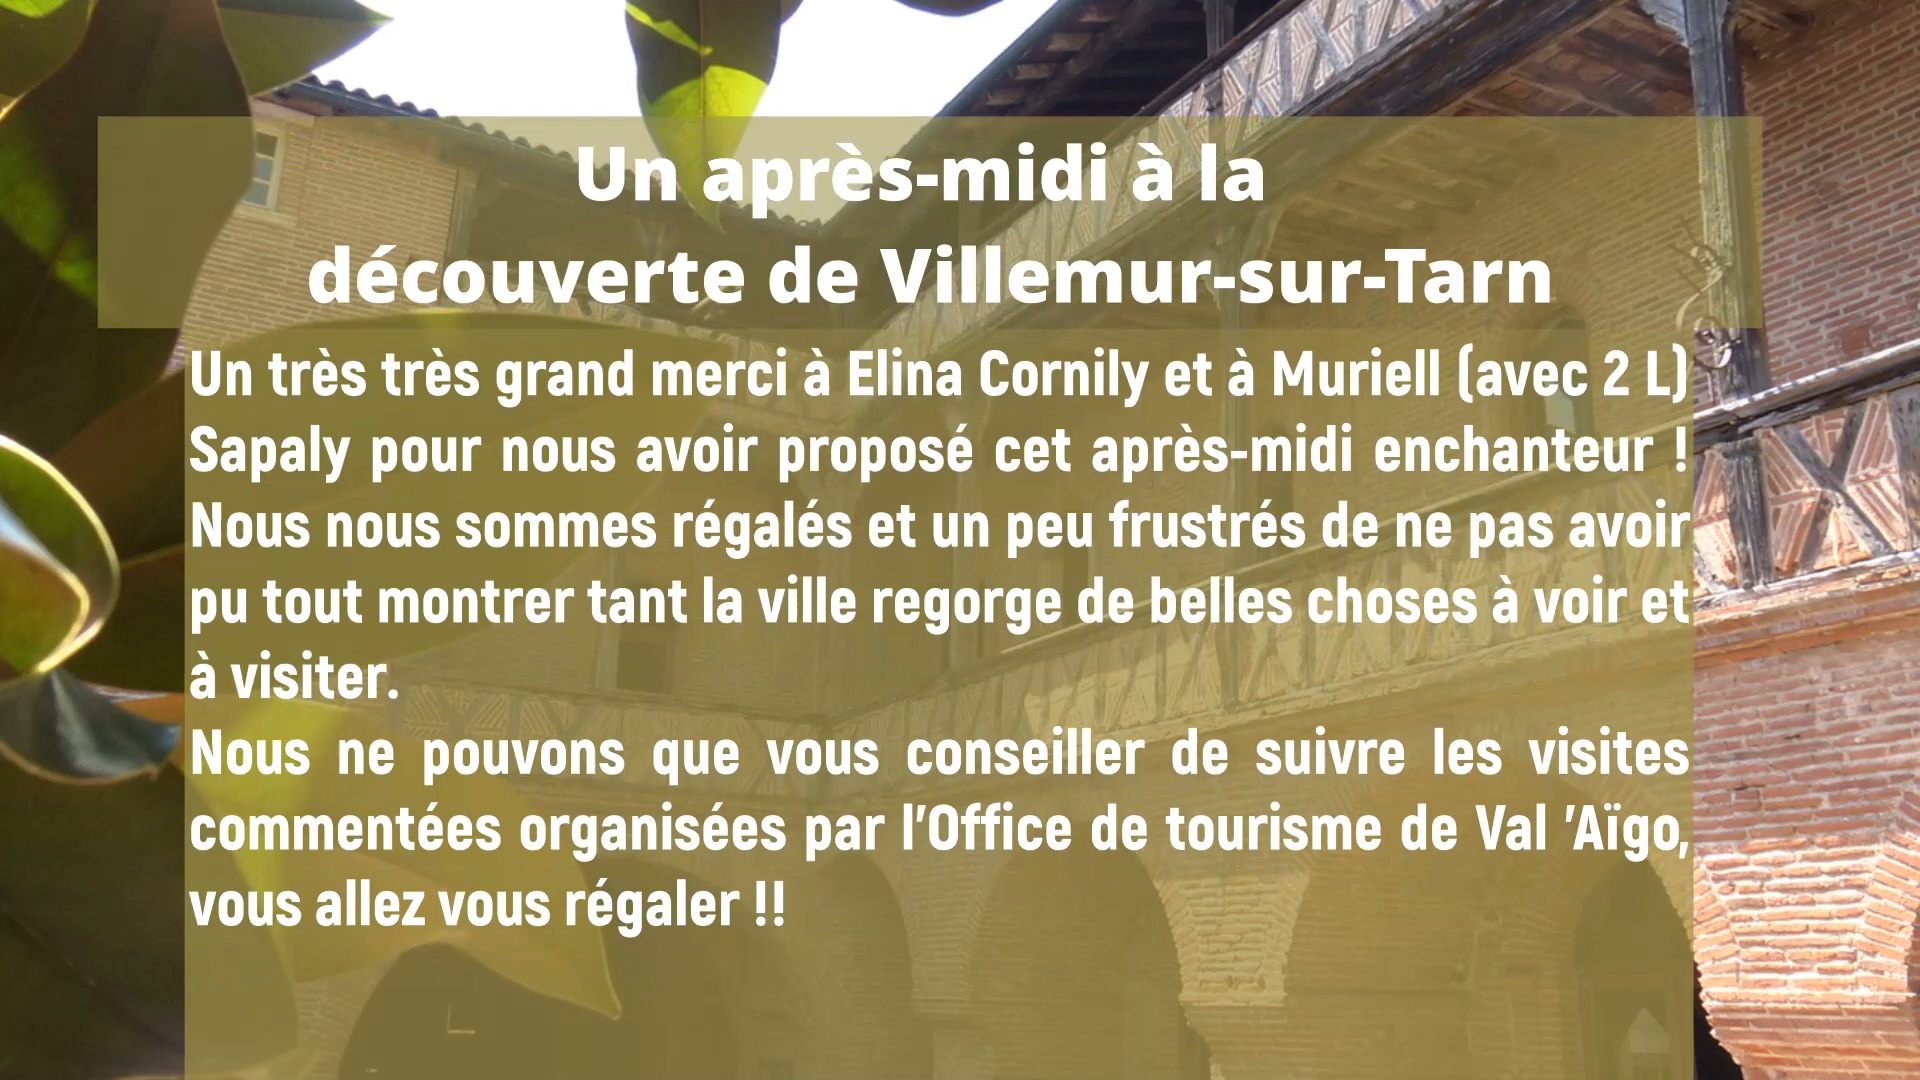 Un après-midi à la
découverte de Villemur-sur-Tarn
Un très très grand merci à Elina Cornily et à Muriell (avec 2 L)
Sapaly pour nous avoir proposé cet après-midi enchanteur !
Nous nous sommes régalés et un peu frustrés de ne pas avoir
pu tout montrer tant la ville regorge de belles choses à voir et
à visiter.
Nous ne pouvons que vous conseiller de suivre les visites
commentées organisées par l'Office de tourisme de Val 'Aïgo,
vous allez vous régaler !!